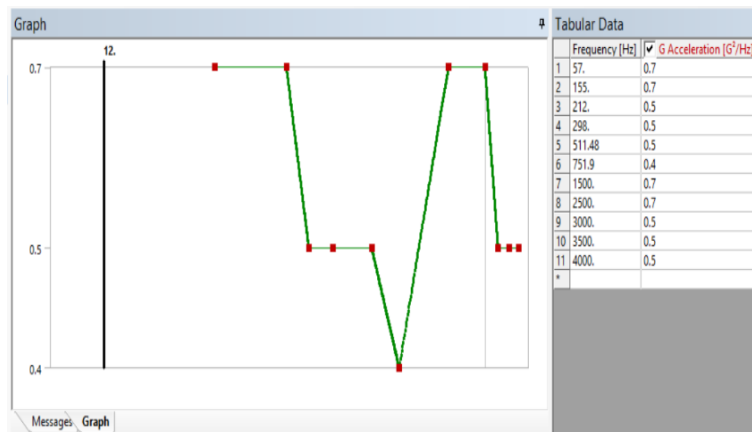 Graph
12.
0.7
0.5
0.4
Messages Graph
Tabular Data
Frequency [Hz] G Acceleration [G²/Hz]
1 57. 0.7
2 155. 0.7
3 212. 0.5
4 298. 0.5
5 511.48 0.5
6 751.9 0.4
7 1500. 0.7
8 2500. 0.7
9 3000. 0.5
10 3500. 0.5
11 4000. 0.5
*